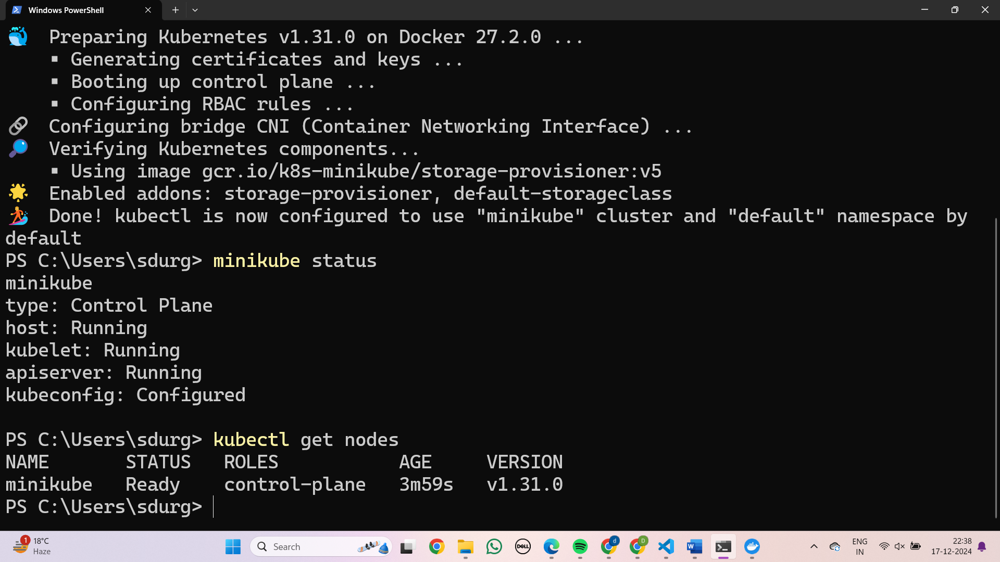 Windows PowerShell
Preparing Kubernetes v1.31.0 on Docker 27.2.0 ...
▪ Generating certificates and keys ...
▪ Booting up control plane ...
▪ Configuring RBAC rules ...
Configuring bridge CNI (Container Networking Interface) ...
Verifying Kubernetes components...
▪ Using image gcr.io/k8s-minikube/storage-provisioner:v5
Enabled addons: storage-provisioner, default-storageclass
Done! kubectl is now configured to use "minikube" cluster and "default" namespace by
default
PS C:\Users\sdurg> minikube status
minikube
type: Control Plane
host: Running
kubelet: Running
apiserver: Running
kubeconfig: Configured
PS C:\Users\sdurg> kubectl get nodes
NAME STATUS ROLES AGE VERSION
minikube Ready control-plane 3m59s v1.31.0
PS C:\Users\sdurg>
1
18°C
Haze
Search
DELL
d
D
W
ENG
IN
22:38
17-12-2024